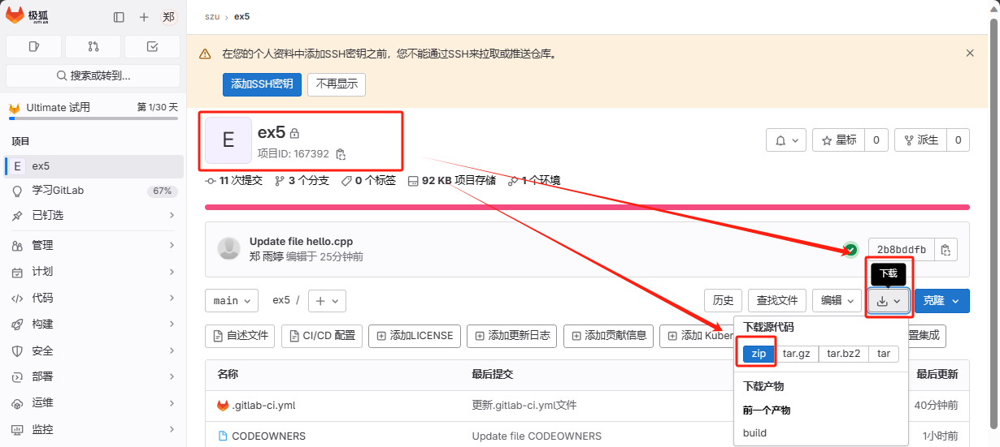 极狐
GITLAB
郑
szu › ex5
在您的个人资料中添加SSH密钥之前，您不能通过SSH来拉取或推送仓库。
搜索或转到...
添加SSH密钥 不再显示
Ultimate 试用 第 1/30 天
项目
E ex5
学习GitLab 67%
已钉选
管理
计划
代码
构建
安全
部署
运维
监控
E
ex5
项目ID: 167392
星标 0
派生 0
11 次提交 3 个分支 0 个标签 92 KB 项目存储 1 个环境
Update file hello.cpp
郑 雨婷 编辑于 25分钟前
2b8bddfb
下载
main ex5 / 历史 查找文件 编辑 克隆
自述文件 CI/CD 配置 添加LICENSE 添加更新日志 添加贡献信息 添加 Kuber 置集成
下载源代码
zip tar.gz tar.bz2 tar
下载产物
前一个产物
build
名称 最后提交 最后更新
.gitlab-ci.yml 更新.gitlab-ci.yml文件 40分钟前
CODEOWNERS Update file CODEOWNERS 1小时前